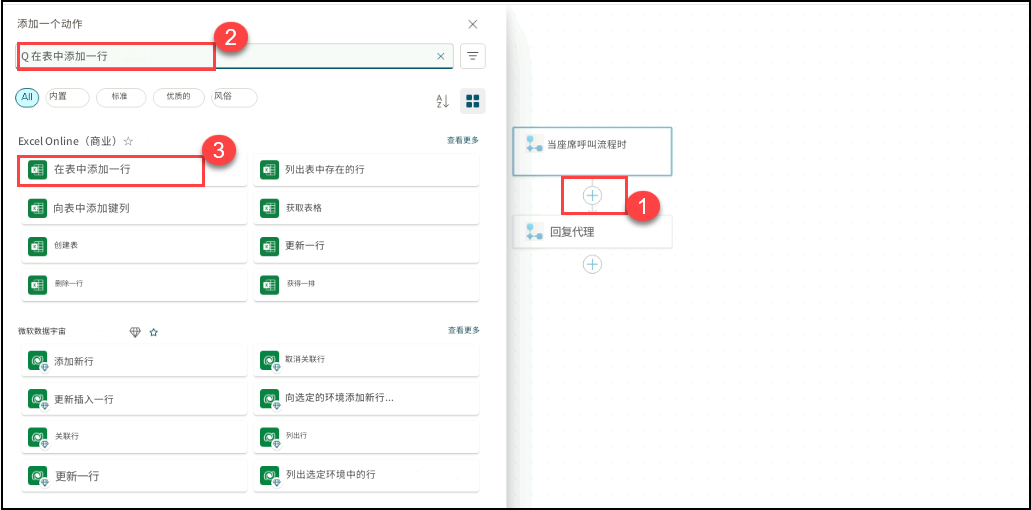 添加一个动作
Q 在表中添加一行
2
All 内置 标准 优质的 风俗
A
Z
Excel Online（商业）☆ 查看更多
3
在表中添加一行 列出表中存在的行
向表中添加键列 获取表格
创建表 更新一行
删除一行 获得一排
微软数据宇宙 查看更多
添加新行 取消关联行
更新插入一行 向选定的环境添加新行...
关联行 列出行
更新一行 列出选定环境中的行
当座席呼叫流程时
1
回复代理